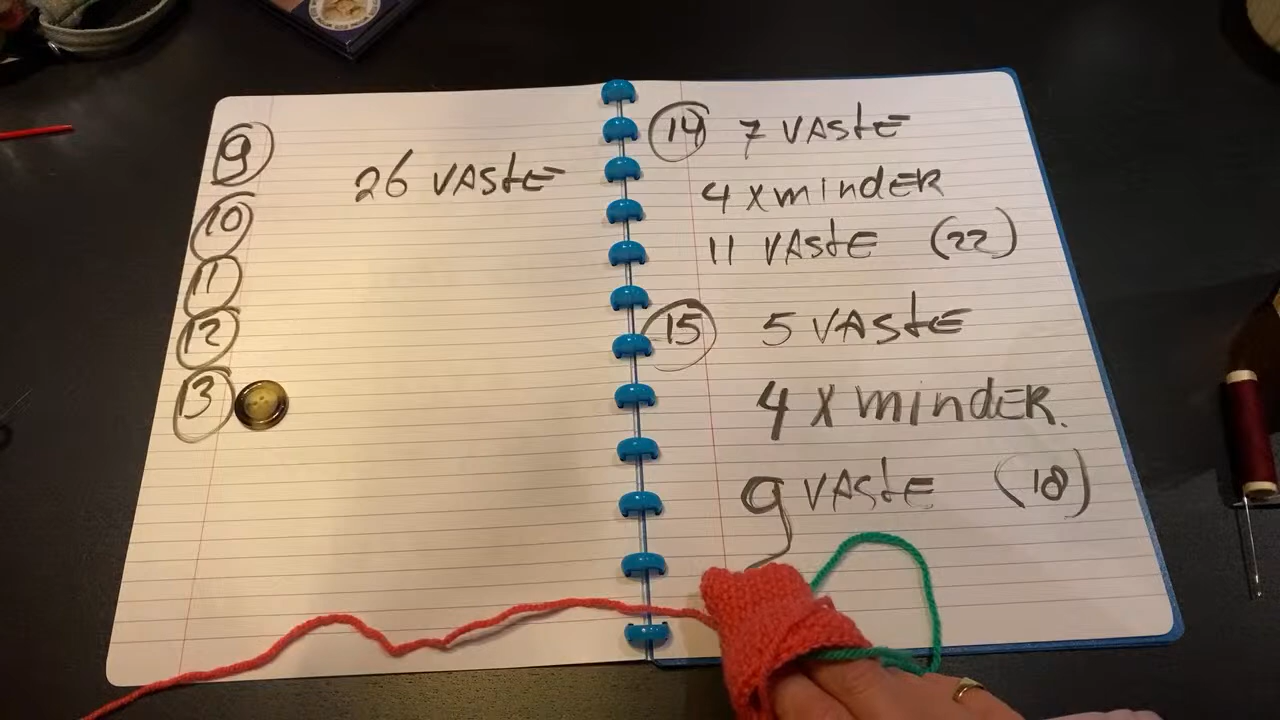 9
26 VASTE
10
11
12
13
14 7 VASTE
4 x minDER
11 VASTE (22)
15 5 VASTE
4 x minDER.
9 VASTE (18)